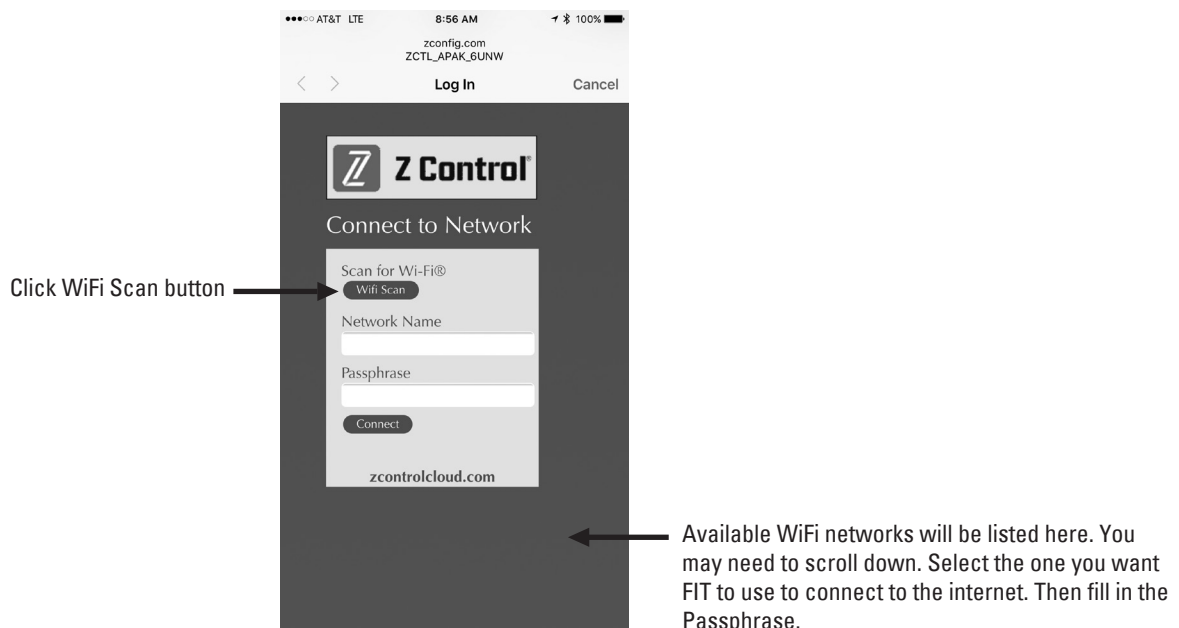 AT&T LTE 8:56 AM 100%
zconfig.com
ZCTL_APAK_6UNW
Log In Cancel
Z Control®
Connect to Network
Scan for Wi-Fi®
Click WiFi Scan button
Wifi Scan
Network Name
Passphrase
Connect
zcontrolcloud.com
Available WiFi networks will be listed here. You
may need to scroll down. Select the one you want
FIT to use to connect to the internet. Then fill in the
Passphrase.